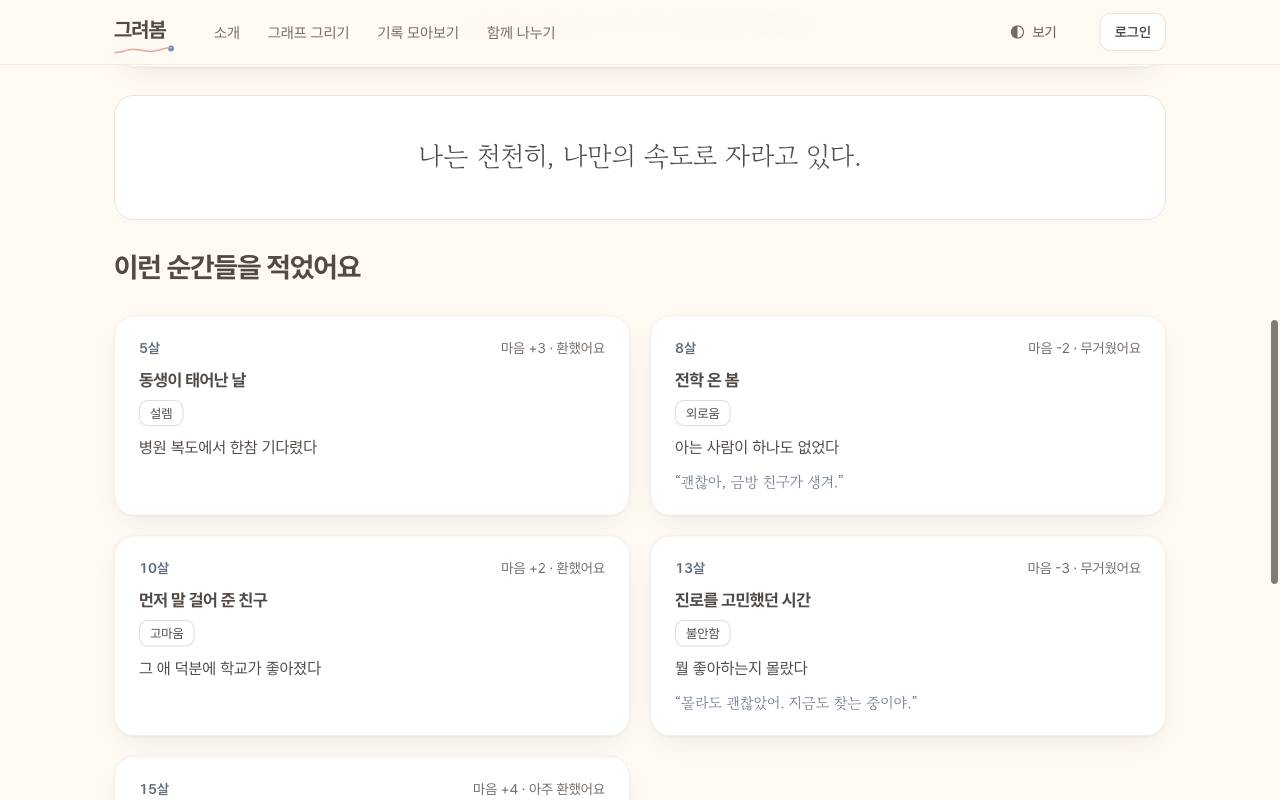 그려봄
소개
그래프 그리기
기록 모아보기
함께 나누기
보기
로그인
나는 천천히, 나만의 속도로 자라고 있다.
이런 순간들을 적었어요
5살
마음 +3 · 환했어요
동생이 태어난 날
설렘
병원 복도에서 한참 기다렸다
8살
마음 -2 · 무거웠어요
전학 온 봄
외로움
아는 사람이 하나도 없었다
“괜찮아, 금방 친구가 생겨.”
10살
마음 +2 · 환했어요
먼저 말 걸어 준 친구
고마움
그 애 덕분에 학교가 좋아졌다
13살
마음 -3 · 무거웠어요
진로를 고민했던 시간
불안함
뭘 좋아하는지 몰랐다
“몰라도 괜찮았어. 지금도 찾는 중이야.”
15살
마음 +4 · 아주 환했어요